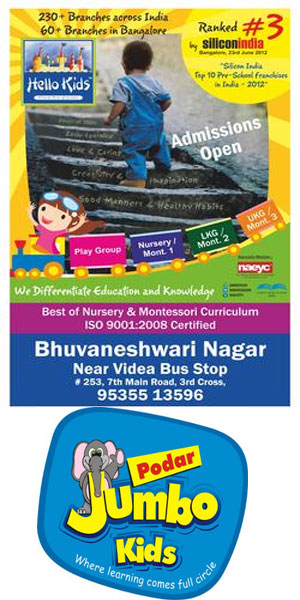 230+ Branches across India
60+ Branches in Bangalore
Ranked #3
by siliconindia
Bangalore, 23rd June 2012
"Silicon India
Top 10 Pre-School Franchises
in India - 2012"
Hello Kids
Admissions
Open
Love & Caring
Creativity & Imagination
Good Manners & Healthy Habits
Play Group
Nursery /
Mont. 1
LKG /
Mont. 2
UKG /
Mont. 3
naeyc
We Differentiate Education and Knowledge
Best of Nursery & Montessori Curriculum
ISO 9001:2008 Certified
Bhuvaneshwari Nagar
Near Videa Bus Stop
# 253, 7th Main Road, 3rd Cross,
95355 13596
Podar
Jumbo
Kids
Where learning comes full circle